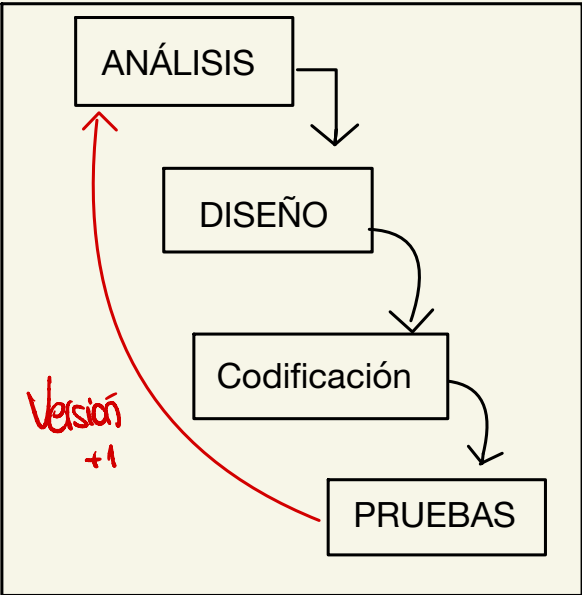 ANÁLISIS
DISEÑO
Codificación
Versión
+1
PRUEBAS